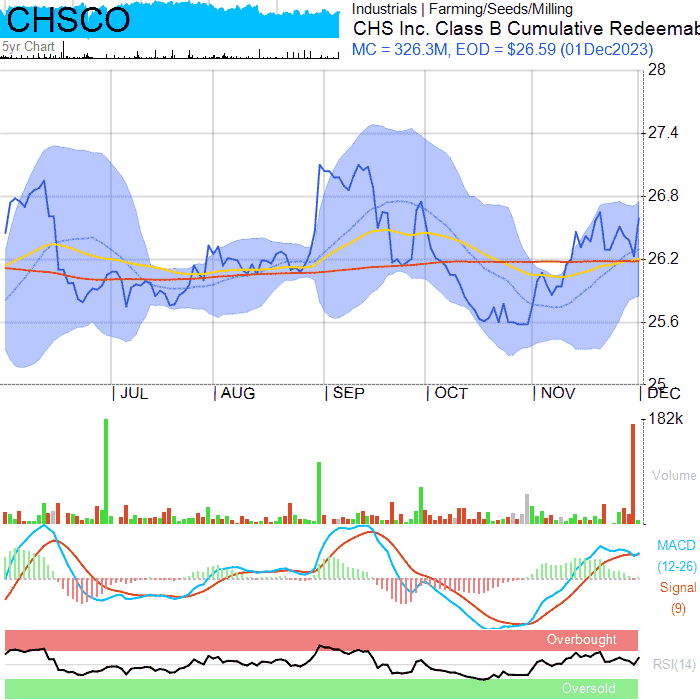 CHSCO
5yr Chart
Industrials | Farming/Seeds/Milling
CHS Inc. Class B Cumulative Redeemab
MC = 326.3M, EOD = $26.59 (01Dec2023)
28
27.4
26.8
26.2
25.6
25
JUL
AUG
SEP
OCT
NOV
DEC
182k
Volume
MACD
(12-26)
Signal
(9)
Overbought
RSI(14)
Oversold